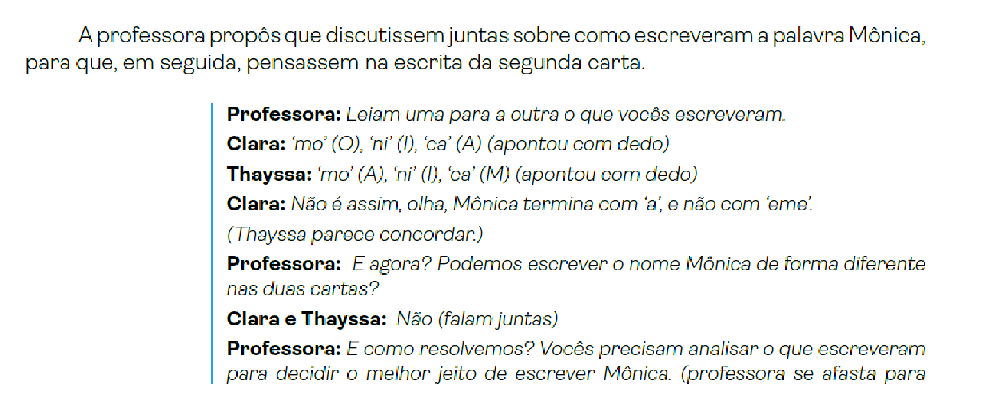 A professora propôs que discutissem juntas sobre como escreveram a palavra Mônica,
para que, em seguida, pensassem na escrita da segunda carta.
Professora: Leiam uma para a outra o que vocês escreveram.
Clara: ‘mo’ (O), ‘ni’ (I), ‘ca’ (A) (apontou com dedo)
Thayssa: ‘mo’ (A), ‘ni’ (I), ‘ca’ (M) (apontou com dedo)
Clara: Não é assim, olha, Mônica termina com ‘a’, e não com ‘eme’.
(Thayssa parece concordar.)
Professora: E agora? Podemos escrever o nome Mônica de forma diferente
nas duas cartas?
Clara e Thayssa: Não (falam juntas)
Professora: E como resolvemos? Vocês precisam analisar o que escreveram
para decidir o melhor jeito de escrever Mônica. (professora se afasta para